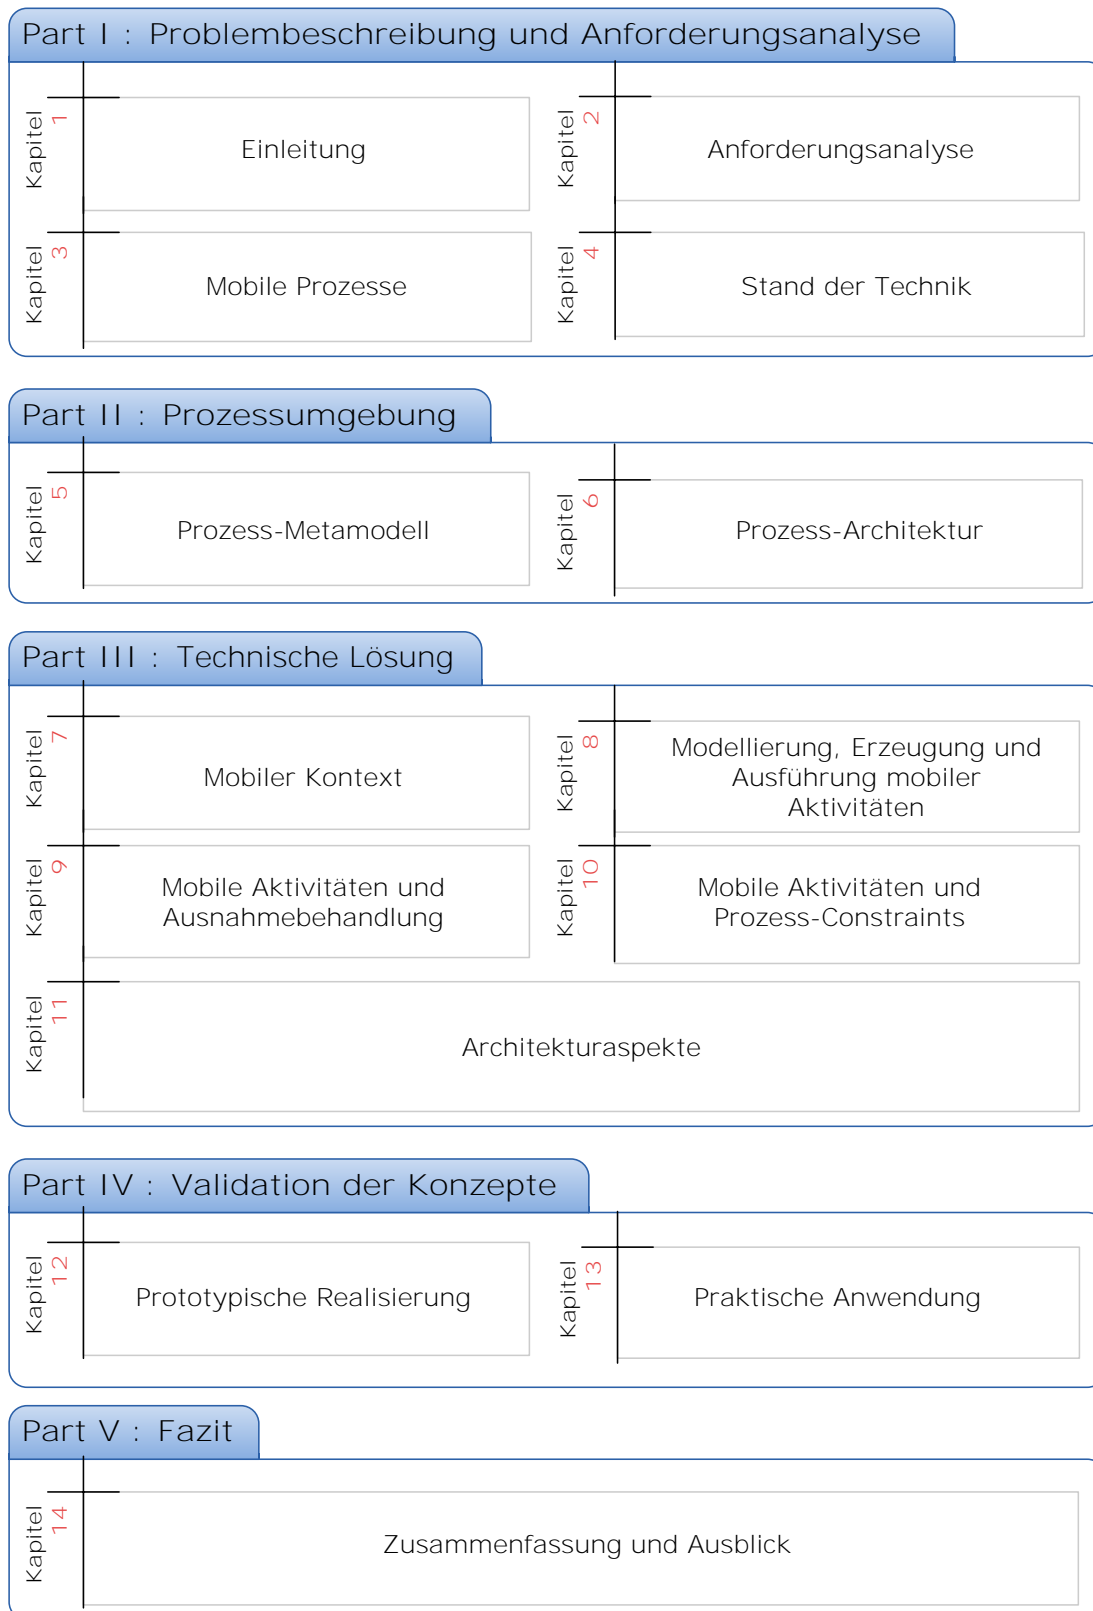 Part I : Problembeschreibung und Anforderungsanalyse
Kapitel
1
Einleitung
Kapitel
2
Anforderungsanalyse
Kapitel
3
Mobile Prozesse
Kapitel
4
Stand der Technik
Part II : Prozessumgebung
Kapitel
5
Prozess-Metamodell
Kapitel
6
Prozess-Architektur
Part III : Technische Lösung
Kapitel
7
Mobiler Kontext
Kapitel
8
Modellierung, Erzeugung und
Ausführung mobiler
Aktivitäten
Kapitel
9
Mobile Aktivitäten und
Ausnahmebehandlung
Kapitel
10
Mobile Aktivitäten und
Prozess-Constraints
Kapitel
11
Architekturaspekte
Part IV : Validation der Konzepte
Kapitel
12
Prototypische Realisierung
Kapitel
13
Praktische Anwendung
Part V : Fazit
Kapitel
14
Zusammenfassung und Ausblick